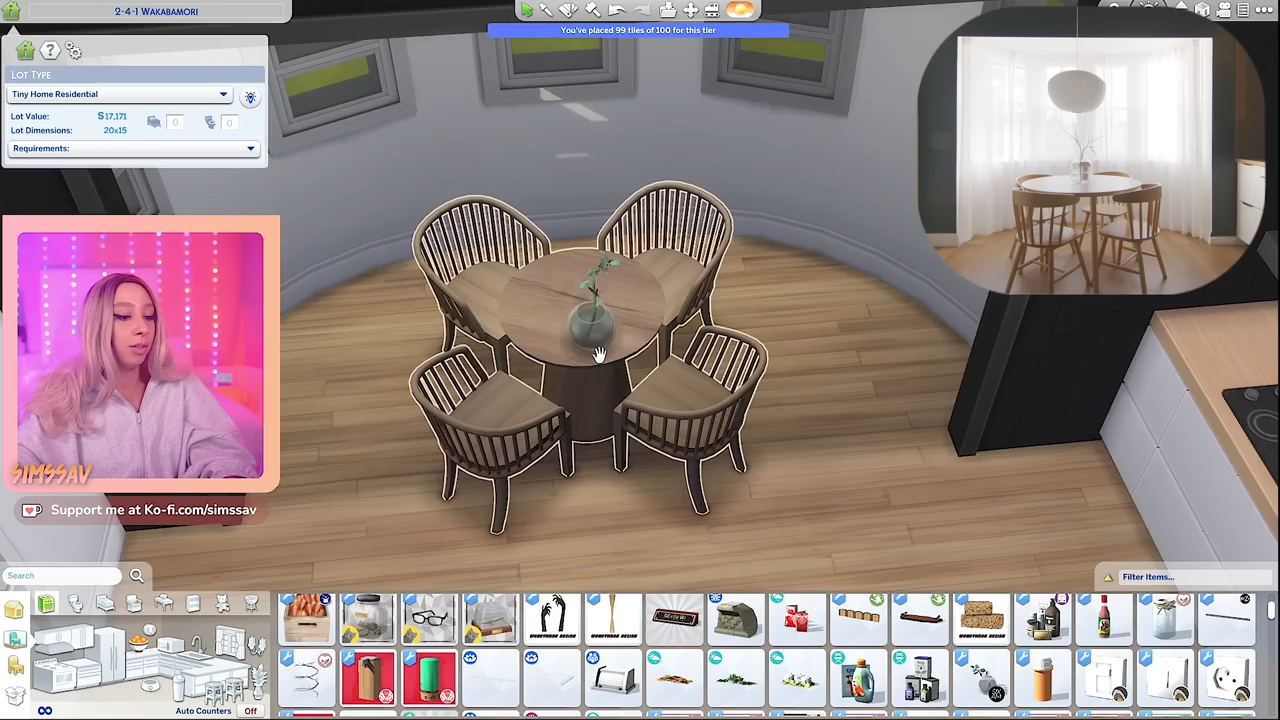 2-4-1 WAKABAMORI
You've placed 99 tiles of 100 for this tier
LOT TYPE
Tiny Home Residential
Lot Value: §17,171
0
0
Lot Dimensions: 20x15
Requirements:
SIMSSAV
Support me at Ko-fi.com/simssav
Search
Filter Items...
Auto Counters Off